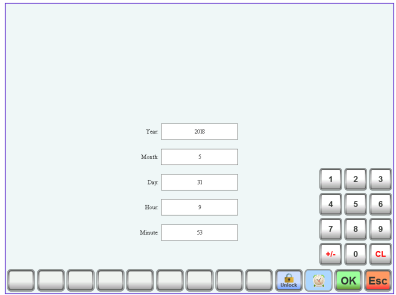 Year 2018
Month 5
Day 31
Hour 9
Minute 53
1 2 3
4 5 6
7 8 9
+/- 0 CL
Unlock OK Esc